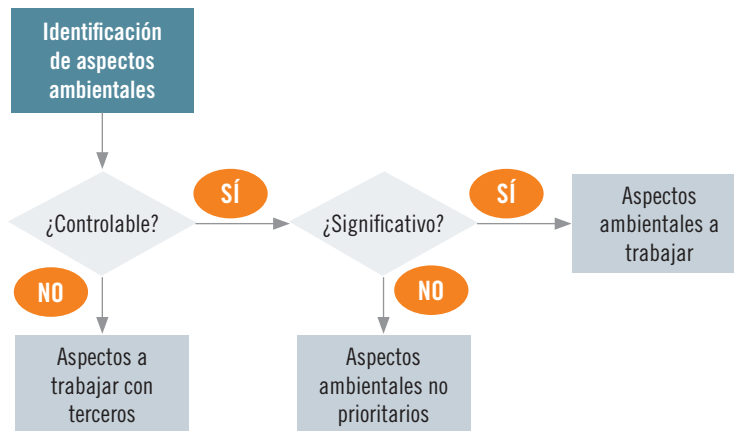 Identificación
de aspectos
ambientales
¿Controlable?
SÍ
¿Significativo?
SÍ
Aspectos
ambientales a
trabajar
NO
Aspectos a
trabajar con
terceros
NO
Aspectos
ambientales no
prioritarios